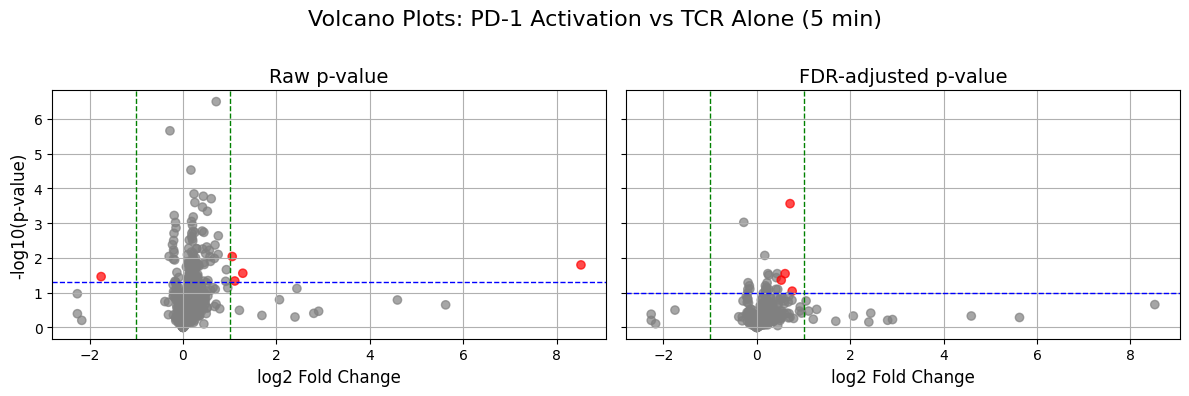 Volcano Plots: PD-1 Activation vs TCR Alone (5 min)
Raw p-value
FDR-adjusted p-value
-log10(p-value)
6
5
4
3
2
1
0
−2 0 2 4 6 8
−2 0 2 4 6 8
log2 Fold Change
log2 Fold Change